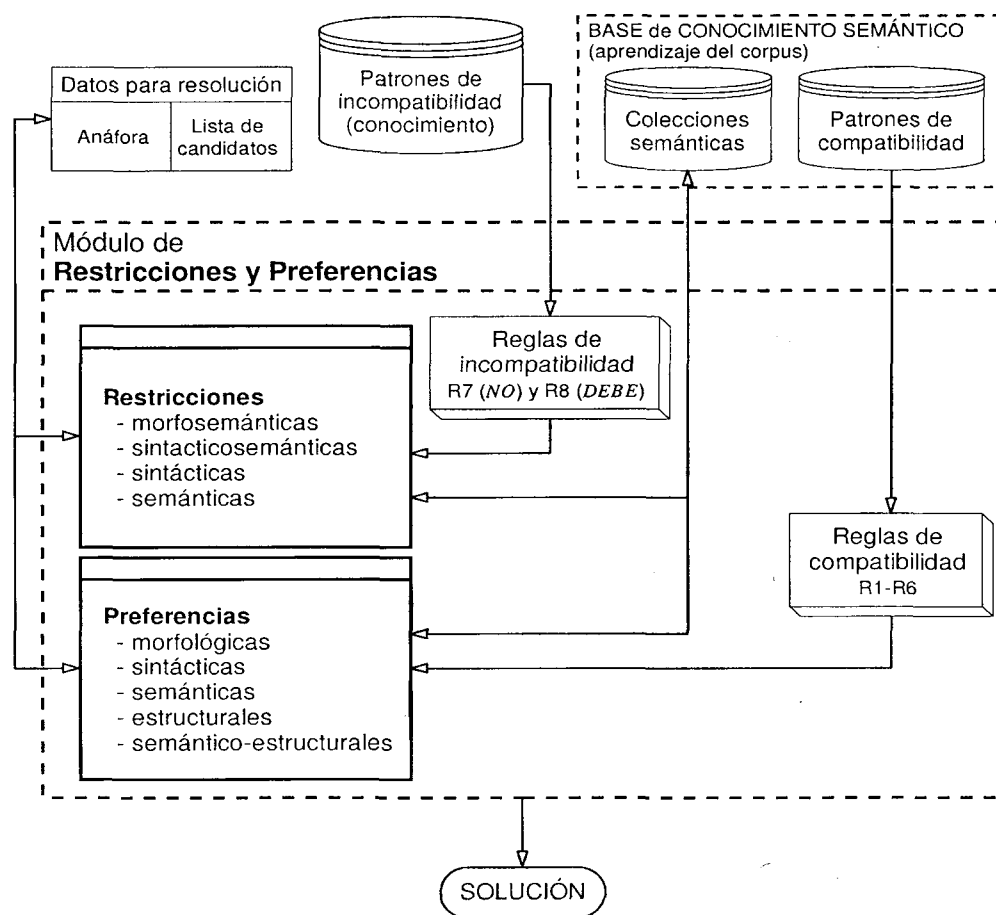 BASE de CONOCIMIENTO SEMÁNTICO
(aprendizaje del corpus)
Datos para resolución
Anáfora
Lista de
candidatos
Patrones de
incompatibilidad
(conocimiento)
Colecciones
semánticas
Patrones de
compatibilidad
Módulo de
Restricciones y Preferencias
Reglas de
incompatibilidad
R7 (NO) y R8 (DEBE)
Restricciones
- morfosemánticas
- sintacticosemánticas
- sintácticas
- semánticas
Reglas de
compatibilidad
R1-R6
Preferencias
- morfológicas
- sintácticas
- semánticas
- estructurales
- semántico-estructurales
SOLUCIÓN